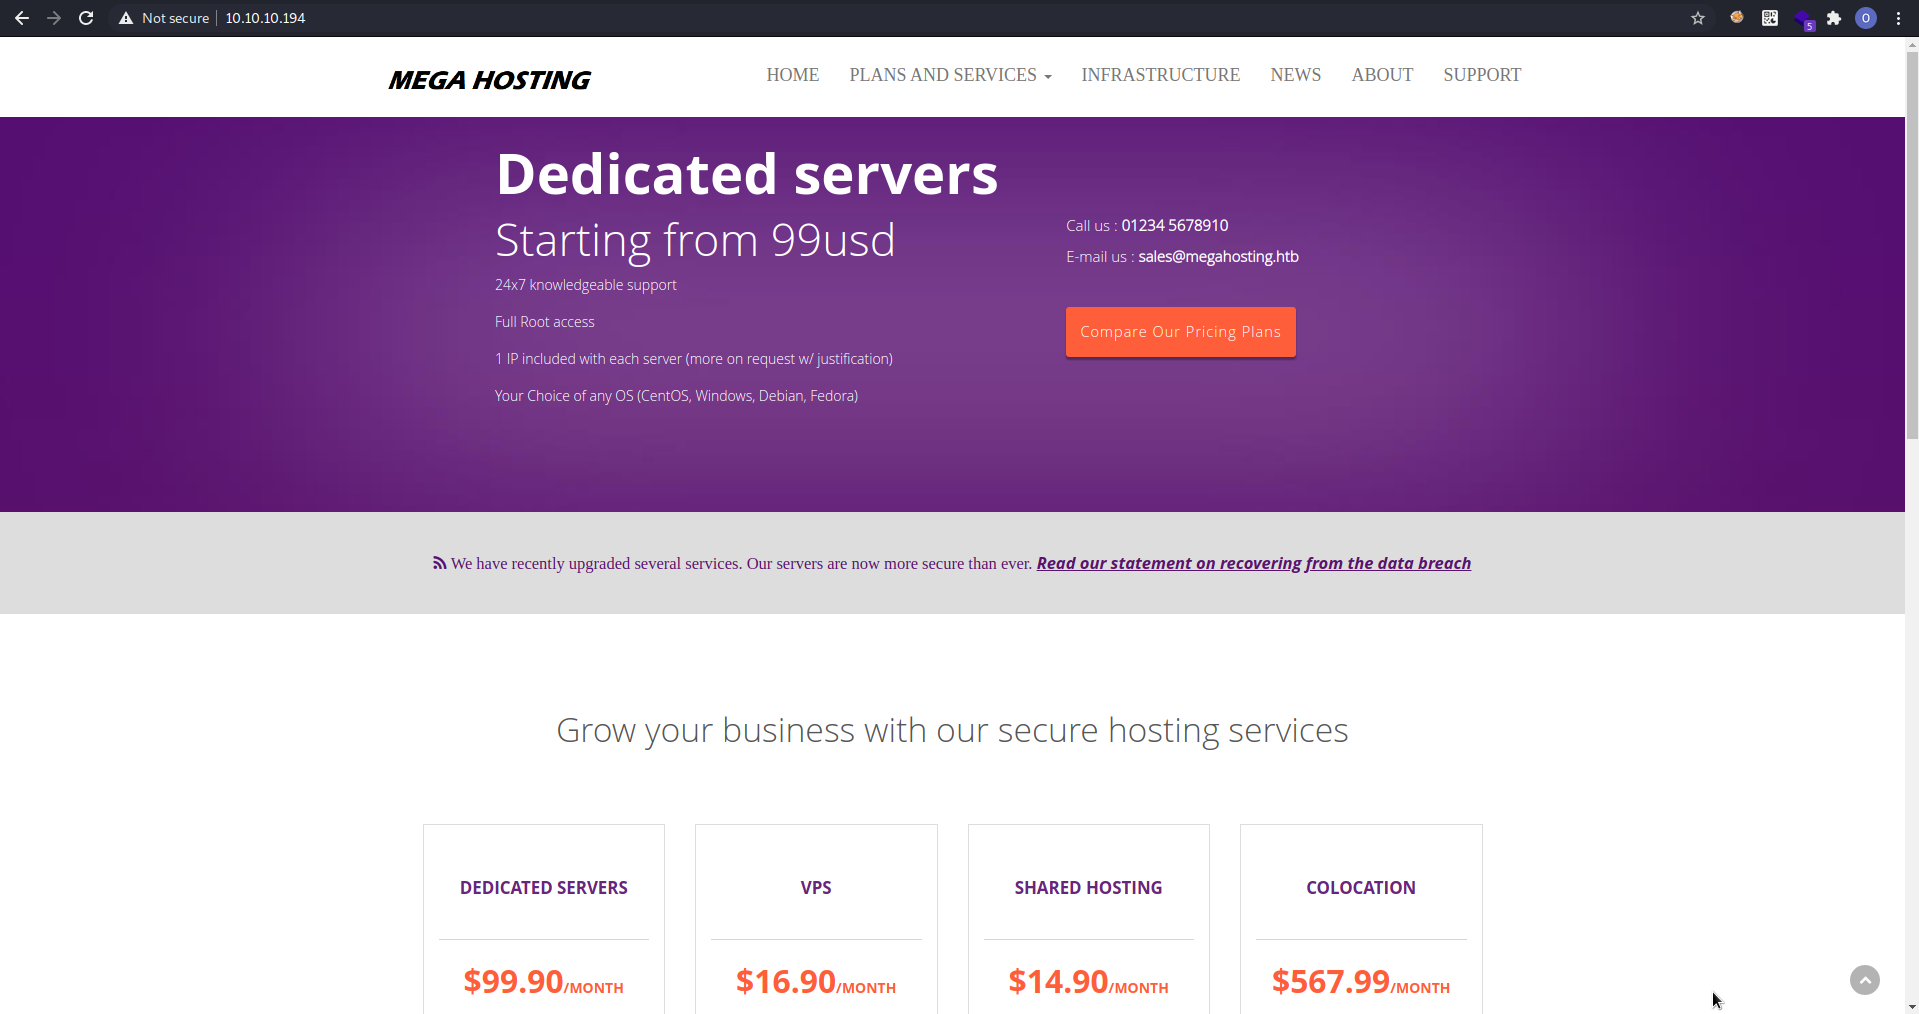 Not secure 10.10.10.194
5
O
MEGA HOSTING
HOME PLANS AND SERVICES INFRASTRUCTURE NEWS ABOUT SUPPORT
Dedicated servers
Starting from 99usd
24x7 knowledgeable support
Full Root access
1 IP included with each server (more on request w/ justification)
Your Choice of any OS (CentOS, Windows, Debian, Fedora)
Call us : 01234 5678910
E-mail us : sales@megahosting.htb
Compare Our Pricing Plans
We have recently upgraded several services. Our servers are now more secure than ever. Read our statement on recovering from the data breach
Grow your business with our secure hosting services
DEDICATED SERVERS VPS SHARED HOSTING COLOCATION
$99.90/MONTH $16.90/MONTH $14.90/MONTH $567.99/MONTH